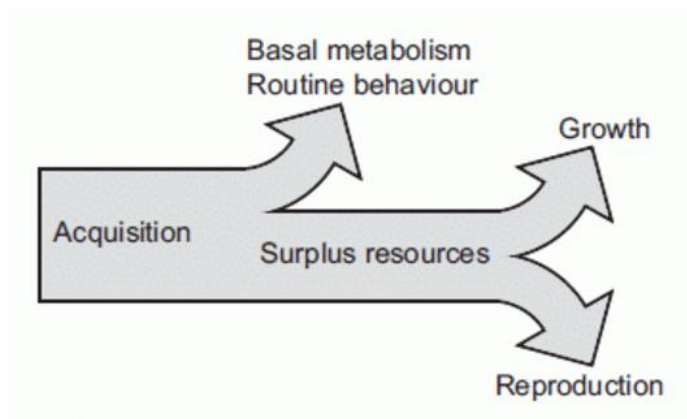 Basal metabolism
Routine behaviour
Growth
Acquisition
Surplus resources
Reproduction